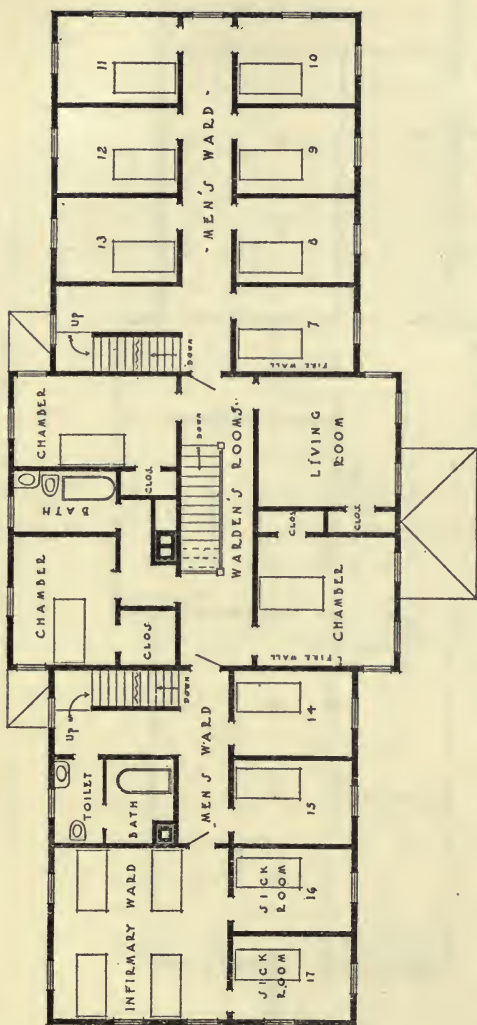 INFIRMARY WARD
TOILET
BATH
UP
DOWN
CHAMBER
CLOS
BATH
CHAMBER
CLOS
UP
DOWN
13
12
11
-MEN'S WARD
WARDEN'S ROOMS.
DOWN
-MEN'S WARD-
SICK
ROOM
17
SICK
ROOM
16
15
14
FIRE WALL
CHAMBER
CLOS
CLOS
LIVING
ROOM
FIRE WALL
7
8
9
10